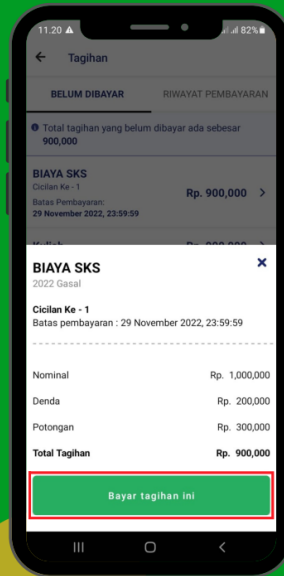 11.20
82%
Tagihan
BELUM DIBAYAR
RIWAYAT PEMBAYARAN
Total tagihan yang belum dibayar ada sebesar
900,000
BIAYA SKS
Cicilan Ke - 1
Rp. 900,000
Batas Pembayaran:
29 November 2022, 23:59:59
BIAYA SKS
2022 Gasal
Cicilan Ke - 1
Batas pembayaran : 29 November 2022, 23:59:59
Nominal Rp. 1,000,000
Denda Rp. 200,000
Potongan Rp. 300,000
Total Tagihan Rp. 900,000
Bayar tagihan ini